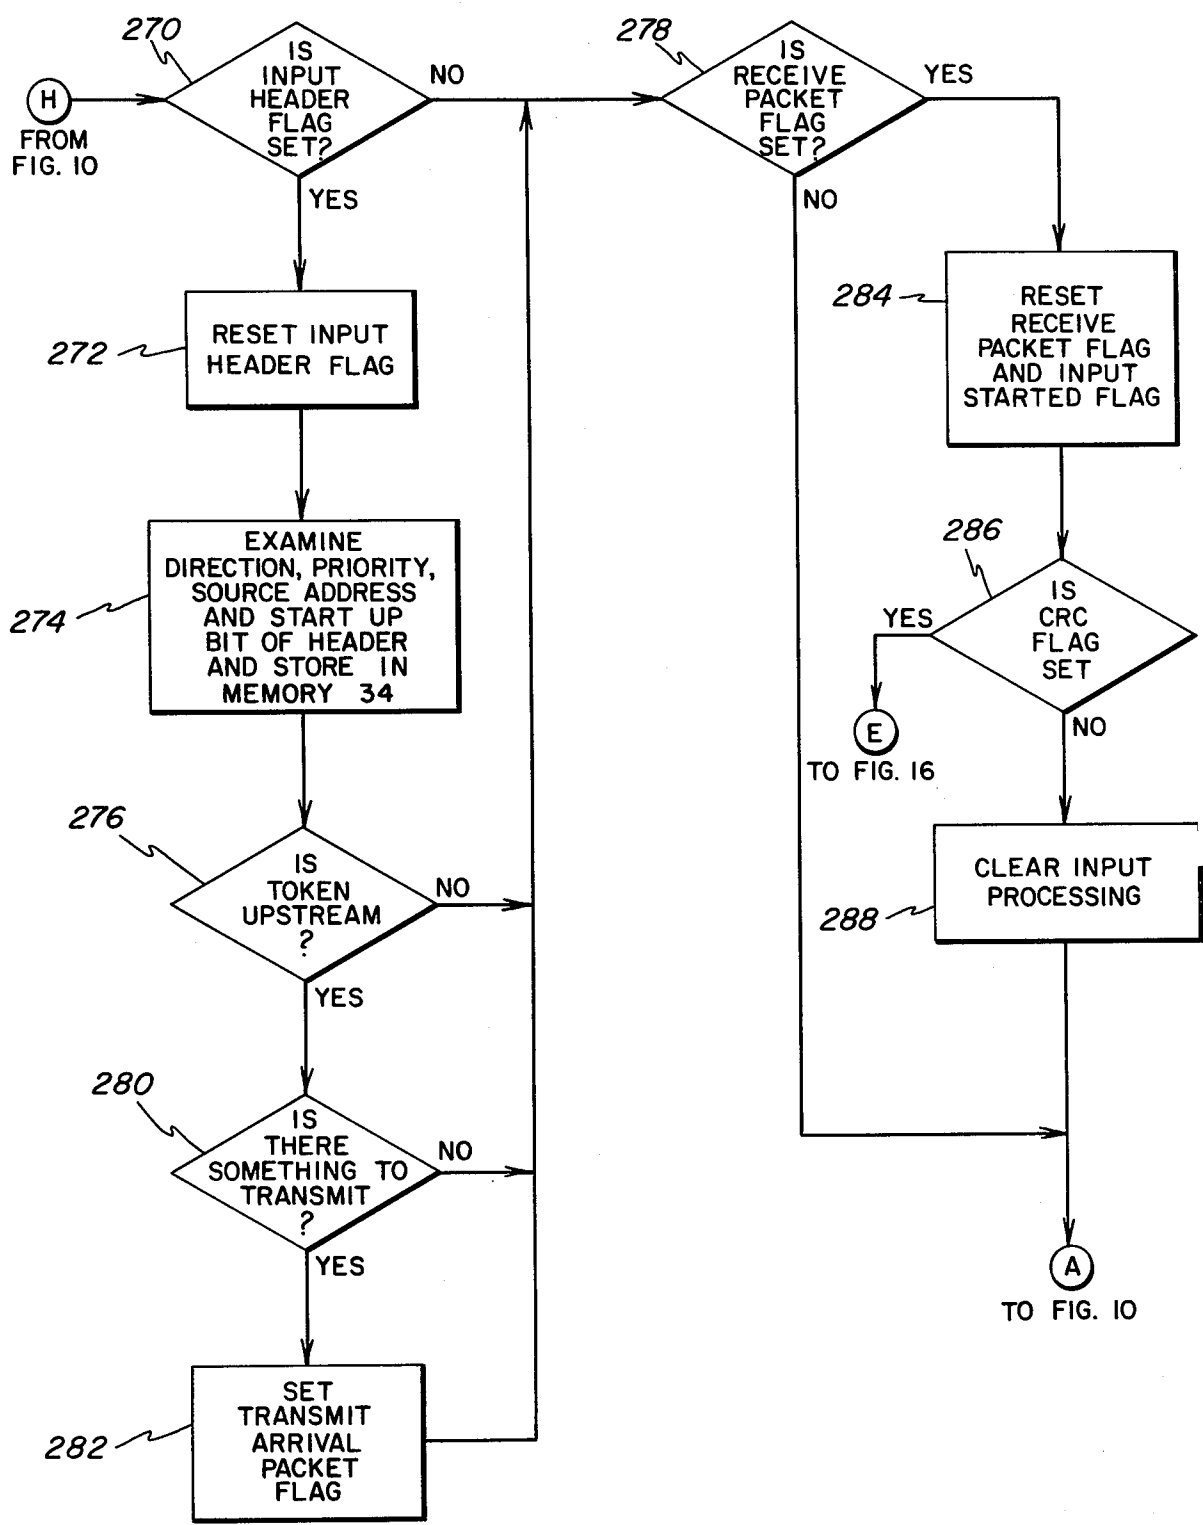 270
IS
INPUT
HEADER
FLAG
SET?
NO
YES
H
FROM
FIG. 10
272
RESET INPUT
HEADER FLAG
274
EXAMINE
DIRECTION, PRIORITY,
SOURCE ADDRESS
AND START UP
BIT OF HEADER
AND STORE IN
MEMORY 34
276
IS
TOKEN
UPSTREAM
?
NO
YES
280
IS
THERE
SOMETHING TO
TRANSMIT
?
NO
YES
282
SET
TRANSMIT
ARRIVAL
PACKET
FLAG
278
IS
RECEIVE
PACKET
FLAG
SET?
YES
NO
284
RESET
RECEIVE
PACKET FLAG
AND INPUT
STARTED FLAG
286
IS
CRC
FLAG
SET
YES
E
TO FIG. 16
NO
288
CLEAR INPUT
PROCESSING
A
TO FIG. 10